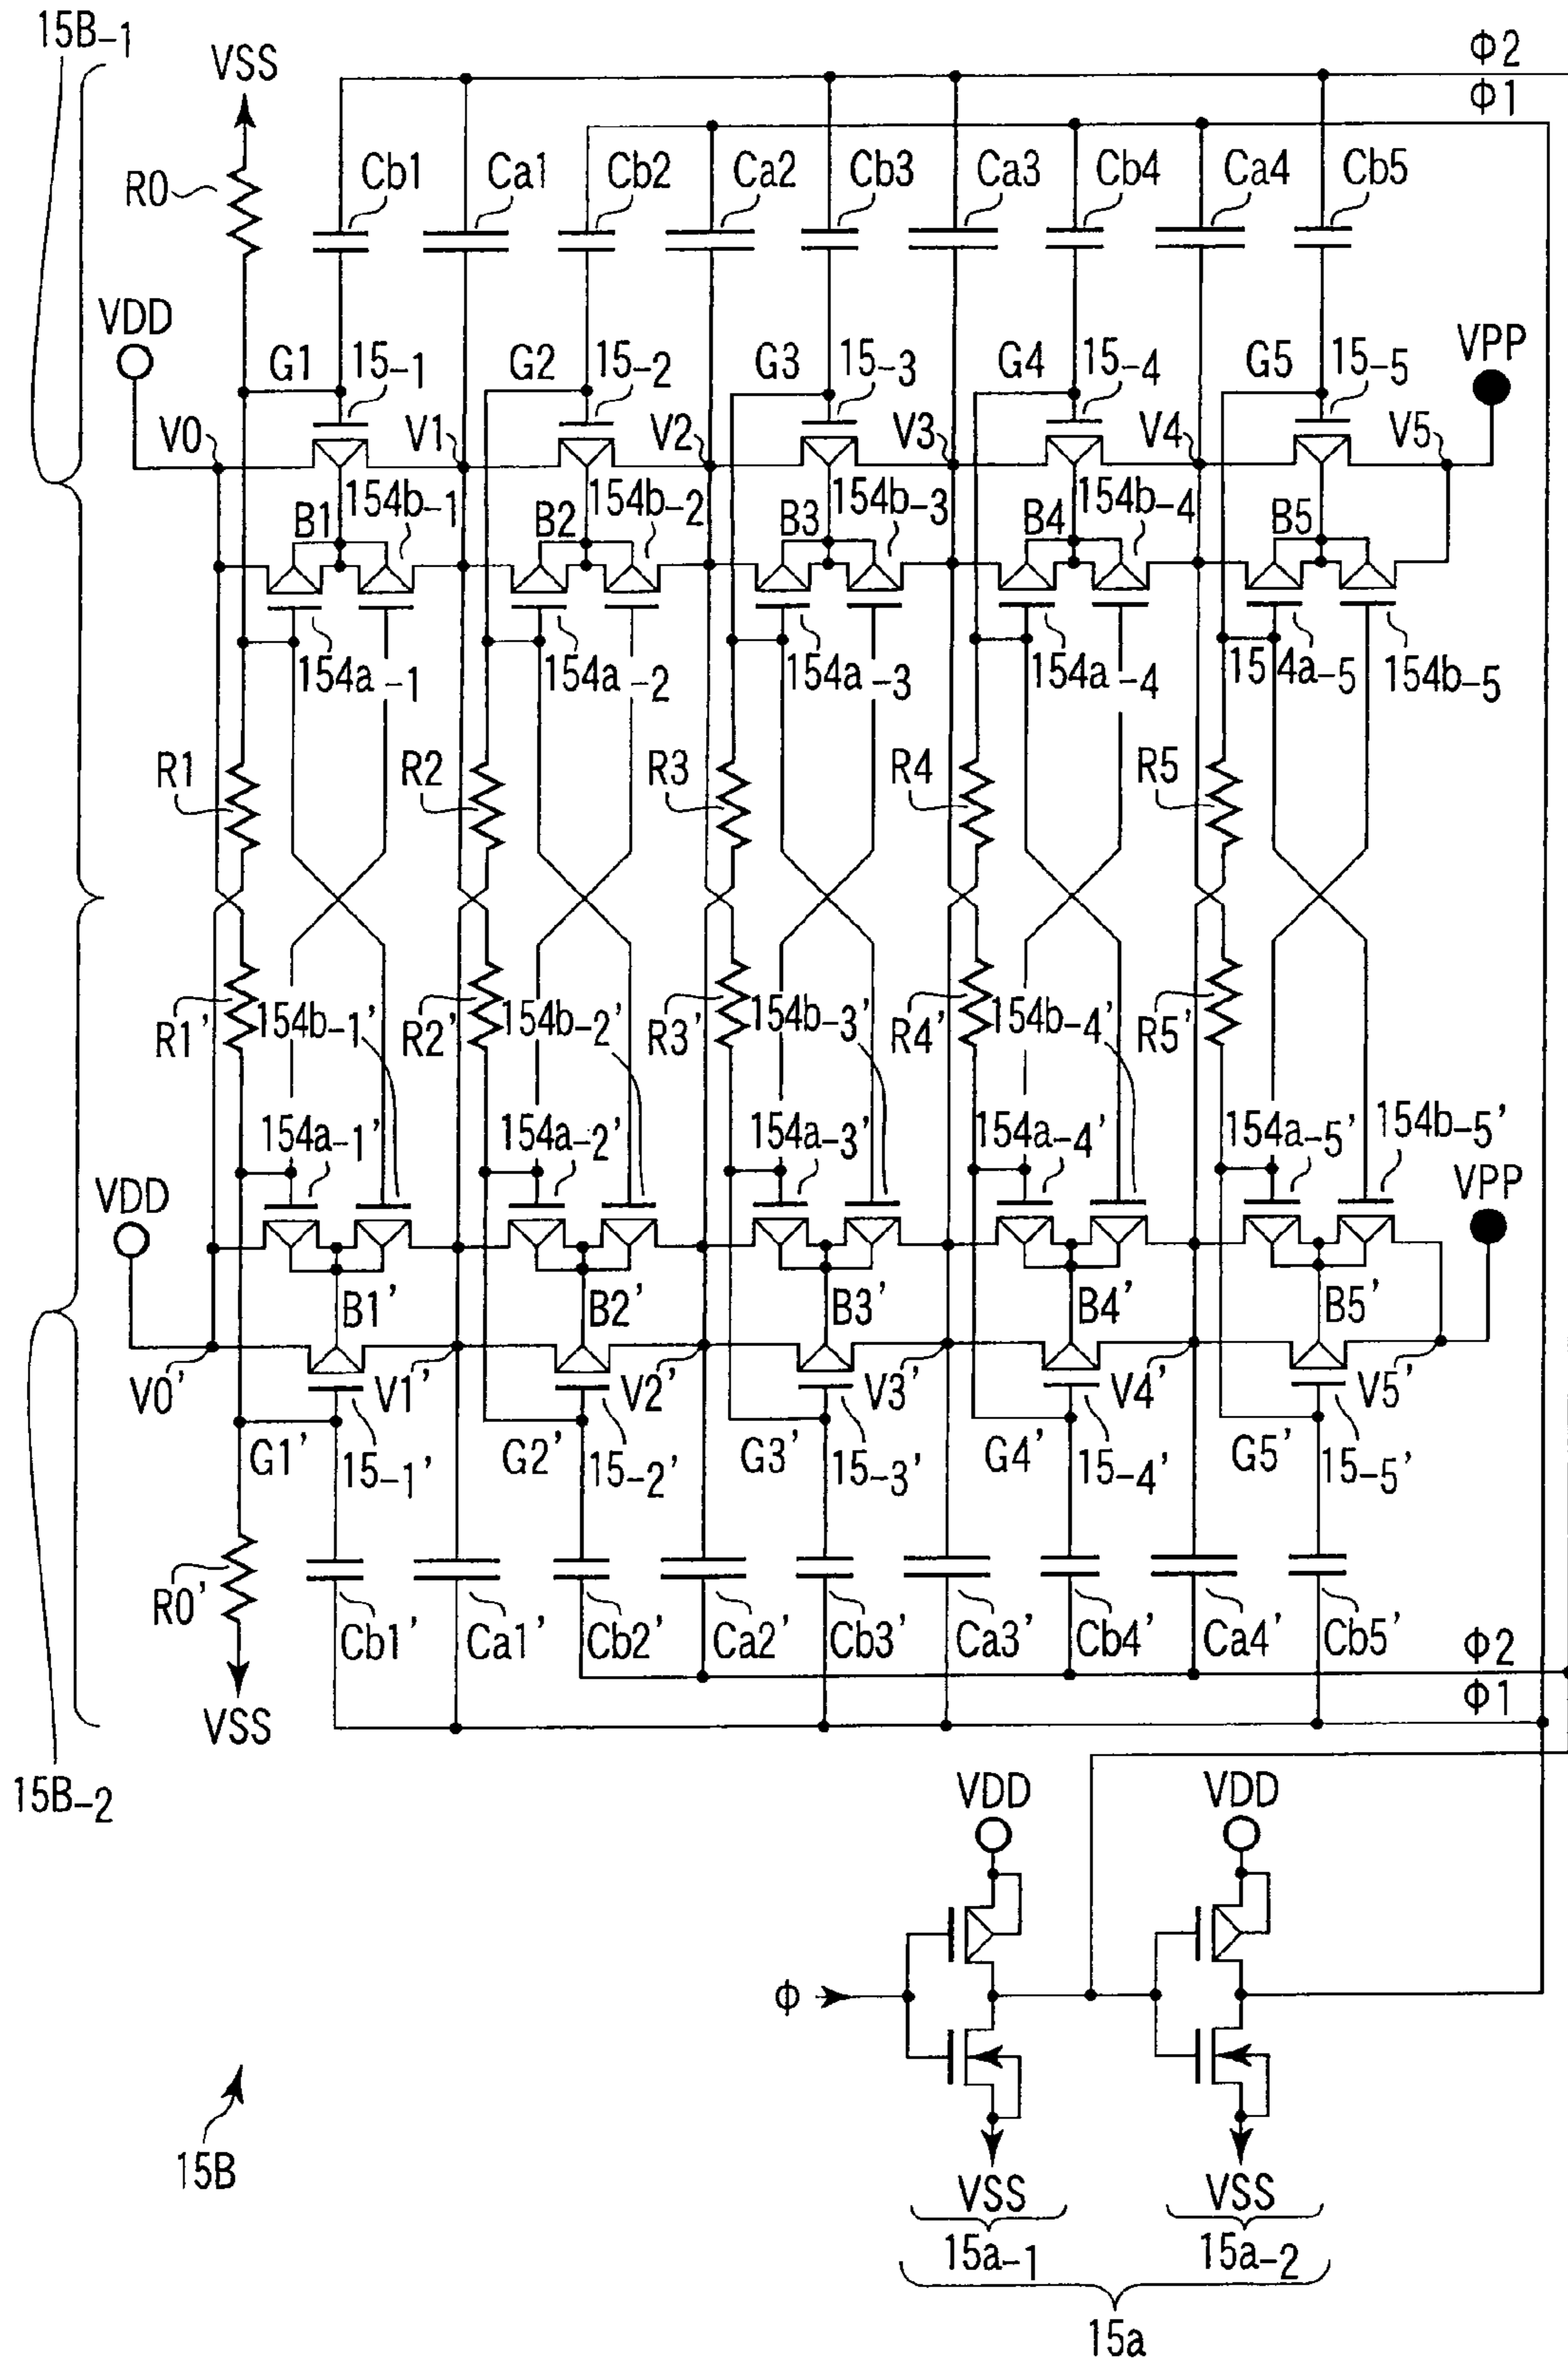 15B-1
VSS
Φ2
Φ1
R0
Cb1 Ca1 Cb2 Ca2 Cb3 Ca3 Cb4 Ca4 Cb5
VDD
VPP
G1 15-1 G2 15-2 G3 15-3 G4 15-4 G5 15-5
V0 V1 V2 V3 V4 V5
B1 154b-1 B2 154b-2 B3 154b-3 B4 154b-4 B5
154a-1 154a-2 154a-3 154a-4 154a-5 154b-5
R1 R2 R3 R4 R5
R1' 154b-1' R2' 154b-2' R3' 154b-3' R4' 154b-4' R5'
154a-1' 154a-2' 154a-3' 154a-4' 154a-5' 154b-5'
VDD
VPP
B1' B2' B3' B4' B5'
V0' V1' V2' V3' V4' V5'
G1' 15-1' G2' 15-2' G3' 15-3' G4' 15-4' G5' 15-5'
R0'
Cb1' Ca1' Cb2' Ca2' Cb3' Ca3' Cb4' Ca4' Cb5'
Φ2
Φ1
VSS
15B-2
VDD VDD
Φ
15B
VSS VSS
15a-1 15a-2
15a